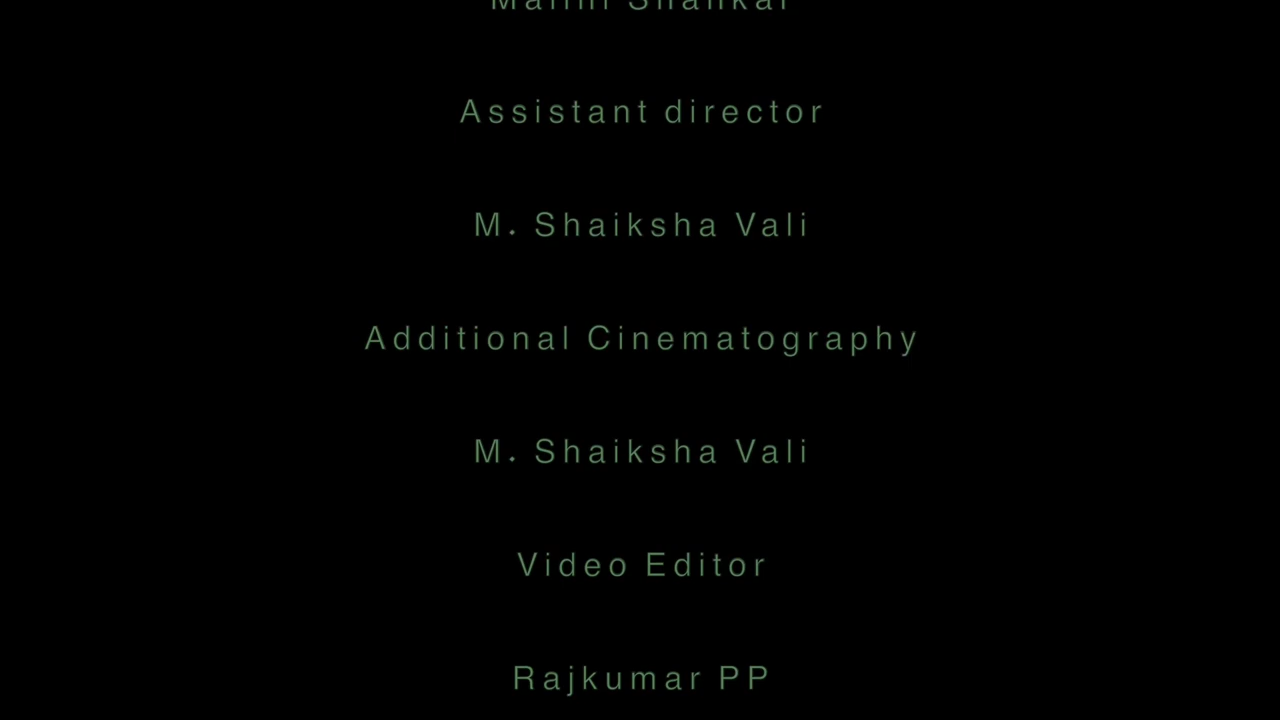 Assistant director
M. Shaiksha Vali
Additional Cinematography
M. Shaiksha Vali
Video Editor
Rajkumar PP